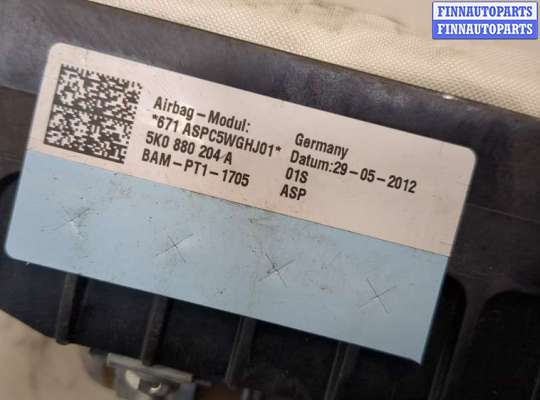 FINNAUTOPARTS
FINNAUTOPARTS
Airbag-Modul:
*671 ASPC5WGHJ01*
5K0 880 204 A
BAM-PT1-1705
Germany
Datum:29-05-2012
01S
ASP